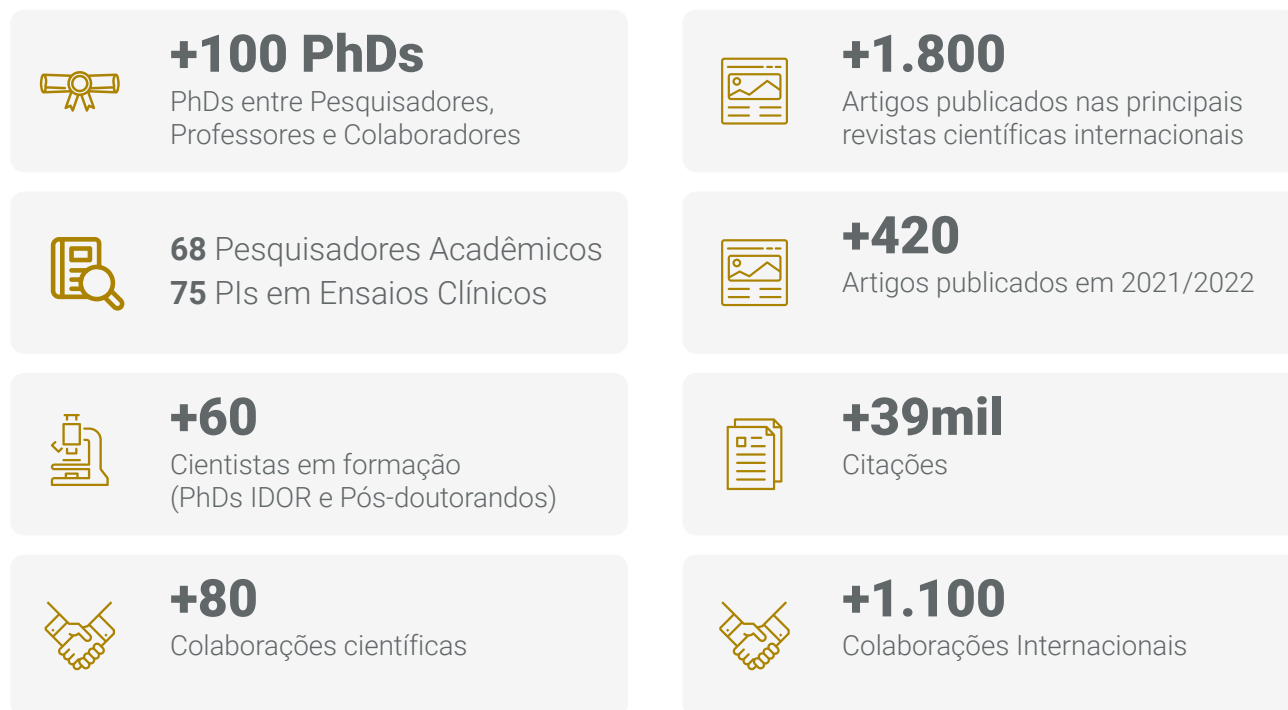 +100 PhDs
PhDs entre Pesquisadores,
Professores e Colaboradores
+1.800
Artigos publicados nas principais
revistas científicas internacionais
68 Pesquisadores Acadêmicos
75 PIs em Ensaios Clínicos
+420
Artigos publicados em 2021/2022
+60
Cientistas em formação
(PhDs IDOR e Pós-doutorandos)
+39mil
Citações
+80
Colaborações científicas
+1.100
Colaborações Internacionais